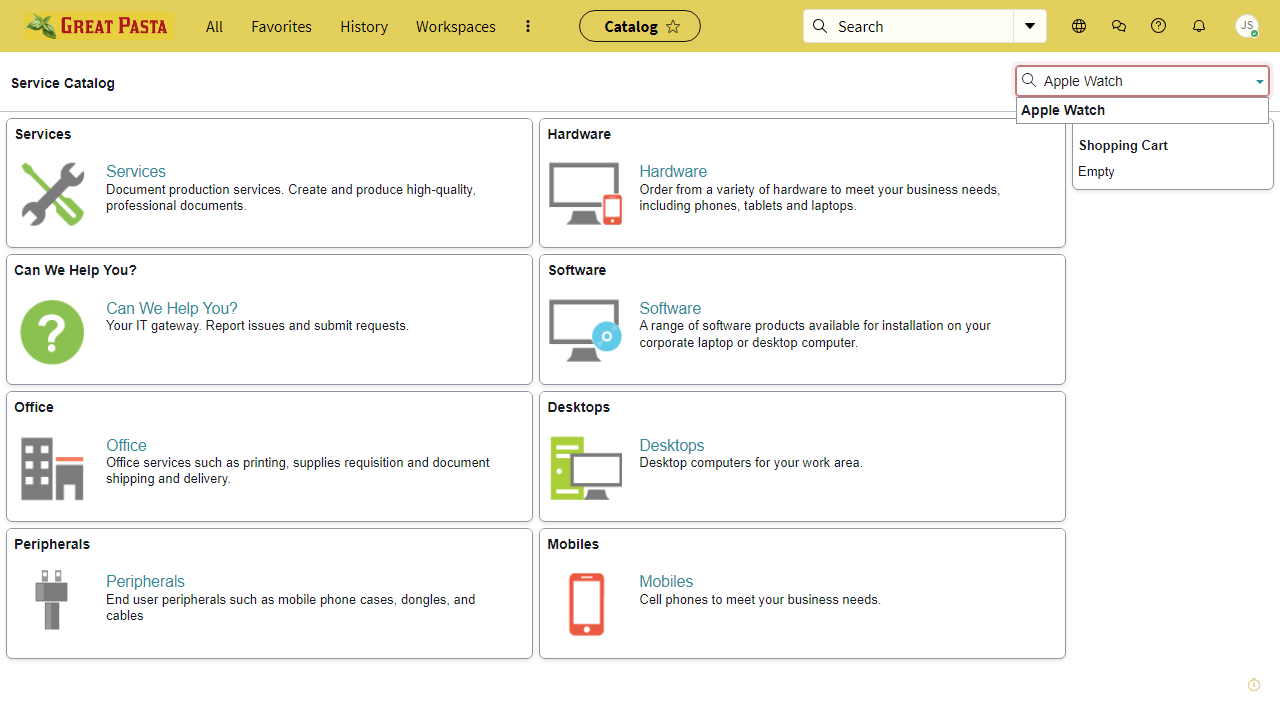 GREAT PASTA
All
Favorites
History
Workspaces
Catalog
Search
JS
Service Catalog
Apple Watch
Apple Watch
Services
Services
Document production services. Create and produce high-quality,
professional documents.
Hardware
Hardware
Order from a variety of hardware to meet your business needs,
including phones, tablets and laptops.
Shopping Cart
Empty
Can We Help You?
Can We Help You?
Your IT gateway. Report issues and submit requests.
Software
Software
A range of software products available for installation on your
corporate laptop or desktop computer.
Office
Office
Office services such as printing, supplies requisition and document
shipping and delivery.
Desktops
Desktops
Desktop computers for your work area.
Peripherals
Peripherals
End user peripherals such as mobile phone cases, dongles, and
cables
Mobiles
Mobiles
Cell phones to meet your business needs.